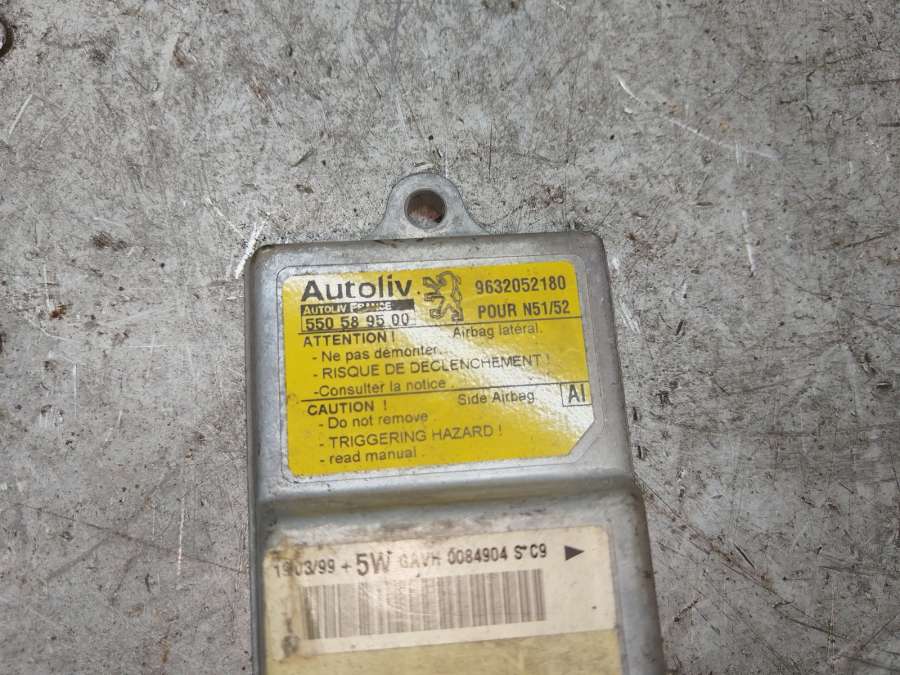 Autoliv
9632052180
AUTOLIV FRANCE
POUR N51/52
550 58 95 00
ATTENTION ! Airbag latéral.
- Ne pas démonter...
- RISQUE DE DECLENCHEMENT !
-Consulter la notice .
CAUTION ! Side Airbag AI
- Do not remove
- TRIGGERING HAZARD !
- read manual
19/03/99 + 5W GAVH 0084904 S C9